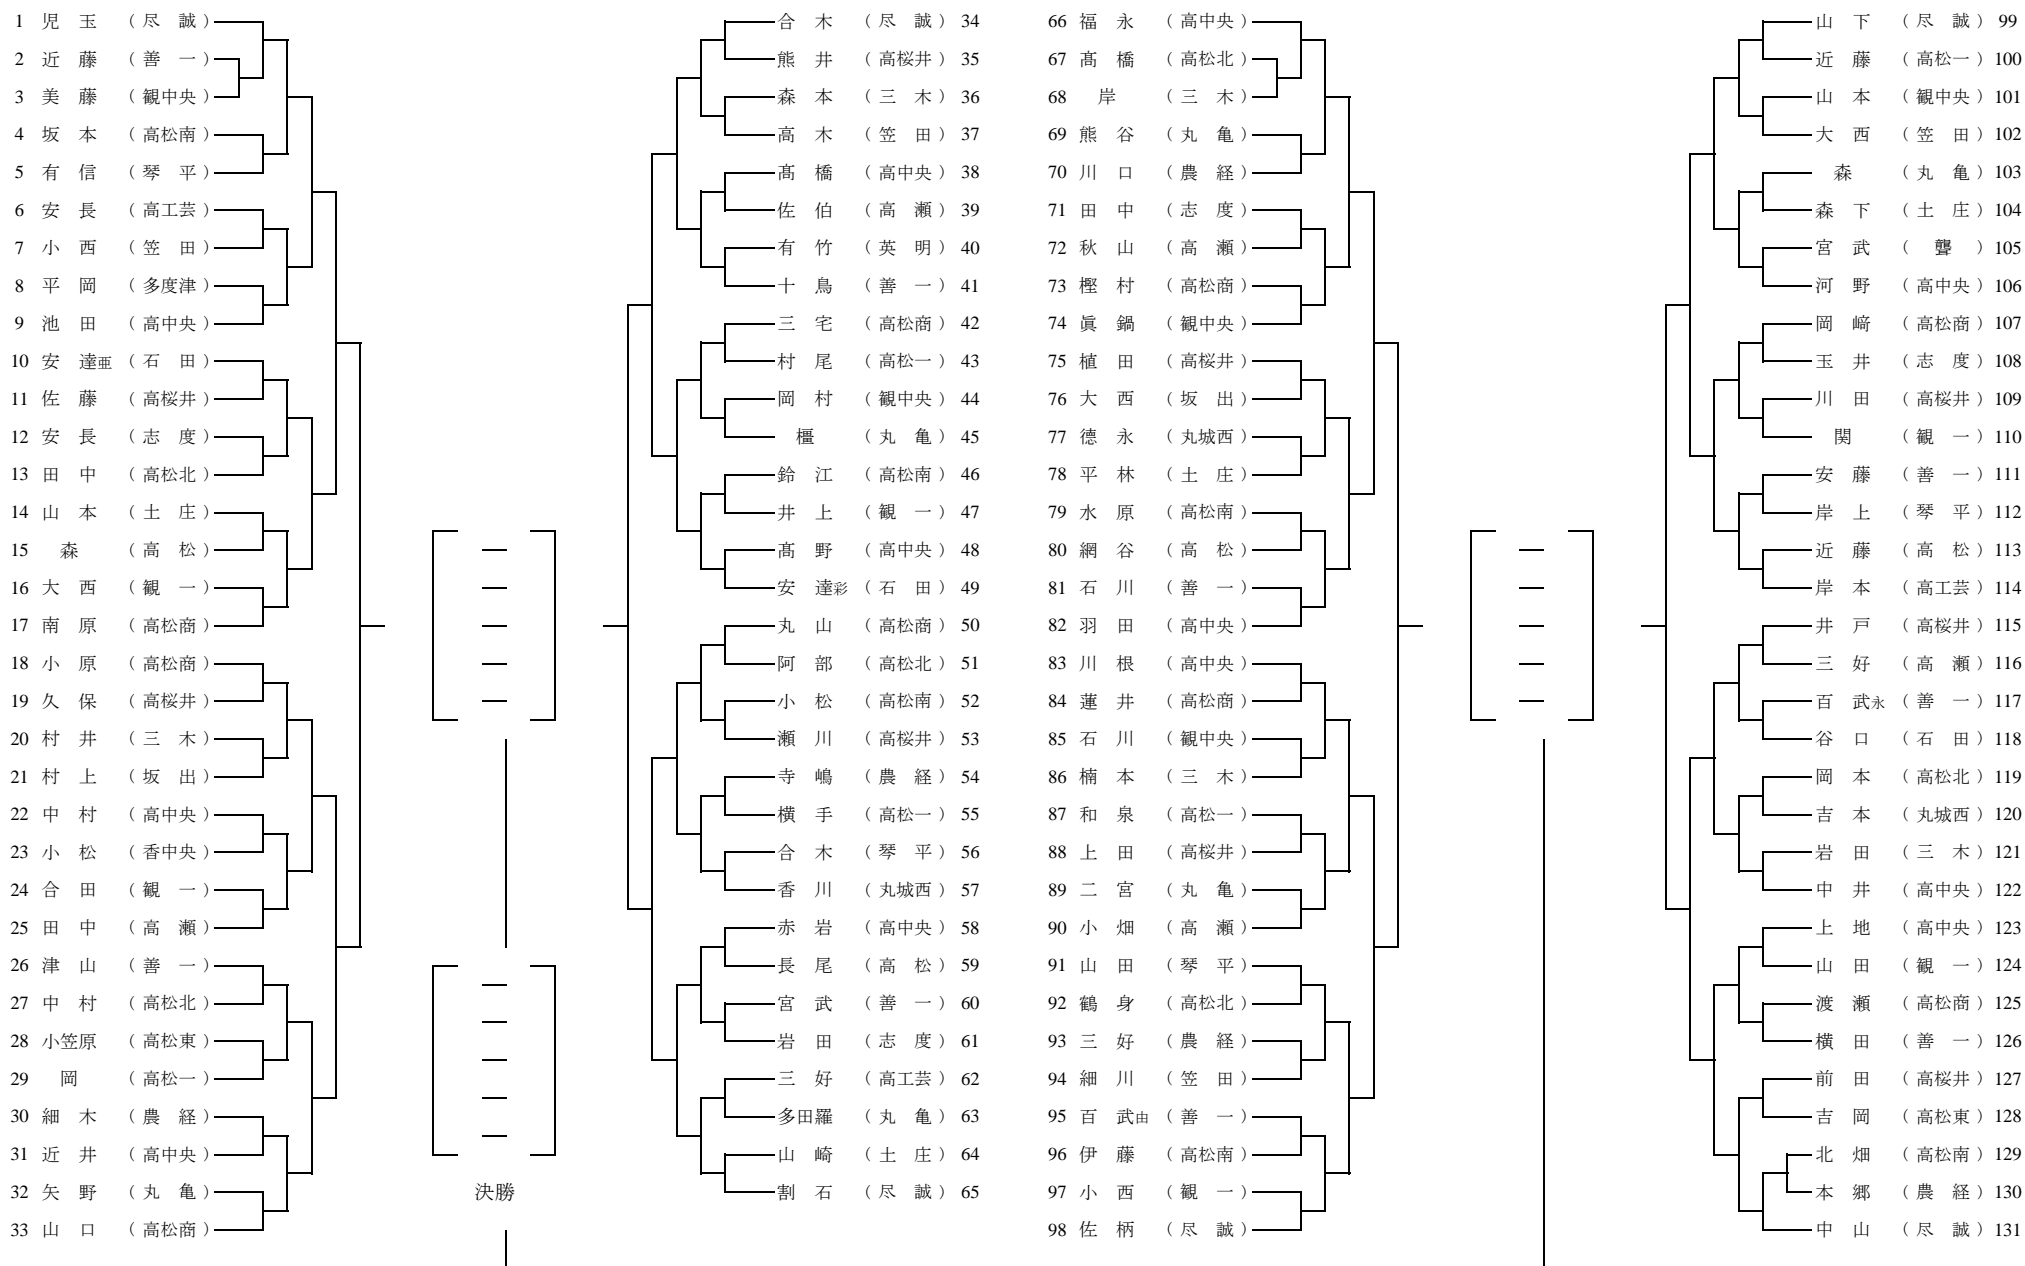 1 児玉 （尽誠）
2 近藤 （善一）
3 美藤 （観中央）
4 坂本 （高松南）
5 有信 （琴平）
6 安長 （高工芸）
7 小西 （笠田）
8 平岡 （多度津）
9 池田 （高中央）
10 安達亜 （石田）
11 佐藤 （高桜井）
12 安長 （志度）
13 田中 （高松北）
14 山本 （土庄）
15 森 （高松）
16 大西 （観一）
17 南原 （高松商）
18 小原 （高松商）
19 久保 （高桜井）
20 村井 （三木）
21 村上 （坂出）
22 中村 （高中央）
23 小松 （香中央）
24 合田 （観一）
25 田中 （高瀬）
26 津山 （善一）
27 中村 （高松北）
28 小笠原 （高松東）
29 岡 （高松一）
30 細木 （農経）
31 近井 （高中央）
32 矢野 （丸亀）
33 山口 （高松商）
決勝
合木 （尽誠） 34
熊井 （高桜井） 35
森本 （三木） 36
高木 （笠田） 37
髙橋 （高中央） 38
佐伯 （高瀬） 39
有竹 （英明） 40
十鳥 （善一） 41
三宅 （高松商） 42
村尾 （高松一） 43
岡村 （観中央） 44
橿 （丸亀） 45
鈴江 （高松南） 46
井上 （観一） 47
髙野 （高中央） 48
安達彩 （石田） 49
丸山 （高松商） 50
阿部 （高松北） 51
小松 （高松南） 52
瀬川 （高桜井） 53
寺嶋 （農経） 54
横手 （高松一） 55
合木 （琴平） 56
香川 （丸城西） 57
赤岩 （高中央） 58
長尾 （高松） 59
宮武 （善一） 60
岩田 （志度） 61
三好 （高工芸） 62
多田羅 （丸亀） 63
山崎 （土庄） 64
割石 （尽誠） 65
66 福永 （高中央）
67 髙橋 （高松北）
68 岸 （三木）
69 熊谷 （丸亀）
70 川口 （農経）
71 田中 （志度）
72 秋山 （高瀬）
73 樫村 （高松商）
74 眞鍋 （観中央）
75 植田 （高桜井）
76 大西 （坂出）
77 德永 （丸城西）
78 平林 （土庄）
79 水原 （高松南）
80 網谷 （高松）
81 石川 （善一）
82 羽田 （高中央）
83 川根 （高中央）
84 蓮井 （高松商）
85 石川 （観中央）
86 楠本 （三木）
87 和泉 （高松一）
88 上田 （高桜井）
89 二宮 （丸亀）
90 小畑 （高瀬）
91 山田 （琴平）
92 鶴身 （高松北）
93 三好 （農経）
94 細川 （笠田）
95 百武由 （善一）
96 伊藤 （高松南）
97 小西 （観一）
98 佐柄 （尽誠）
山下 （尽誠） 99
近藤 （高松一） 100
山本 （観中央） 101
大西 （笠田） 102
森 （丸亀） 103
森下 （土庄） 104
宮武 （聾） 105
河野 （高中央） 106
岡﨑 （高松商） 107
玉井 （志度） 108
川田 （高桜井） 109
関 （観一） 110
安藤 （善一） 111
岸上 （琴平） 112
近藤 （高松） 113
岸本 （高工芸） 114
井戸 （高桜井） 115
三好 （高瀬） 116
百武永 （善一） 117
谷口 （石田） 118
岡本 （高松北） 119
吉本 （丸城西） 120
岩田 （三木） 121
中井 （高中央） 122
上地 （高中央） 123
山田 （観一） 124
渡瀬 （高松商） 125
横田 （善一） 126
前田 （高桜井） 127
吉岡 （高松東） 128
北畑 （高松南） 129
本郷 （農経） 130
中山 （尽誠） 131